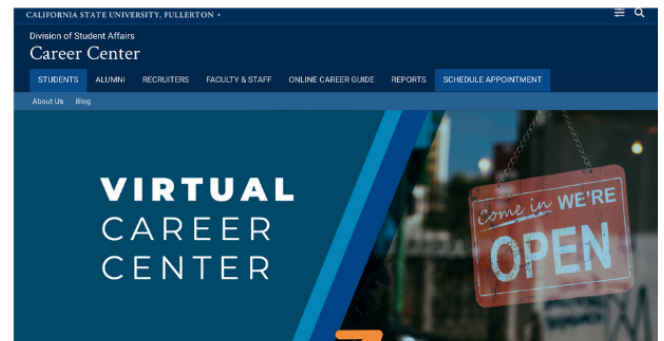 CALIFORNIA STATE UNIVERSITY, FULLERTON
Division of Student Affairs
Career Center
STUDENTS ALUMNI RECRUITERS FACULTY & STAFF ONLINE CAREER GUIDE REPORTS SCHEDULE APPOINTMENT
About Us Blog
VIRTUAL
CAREER
CENTER
Come in WE'RE
OPEN